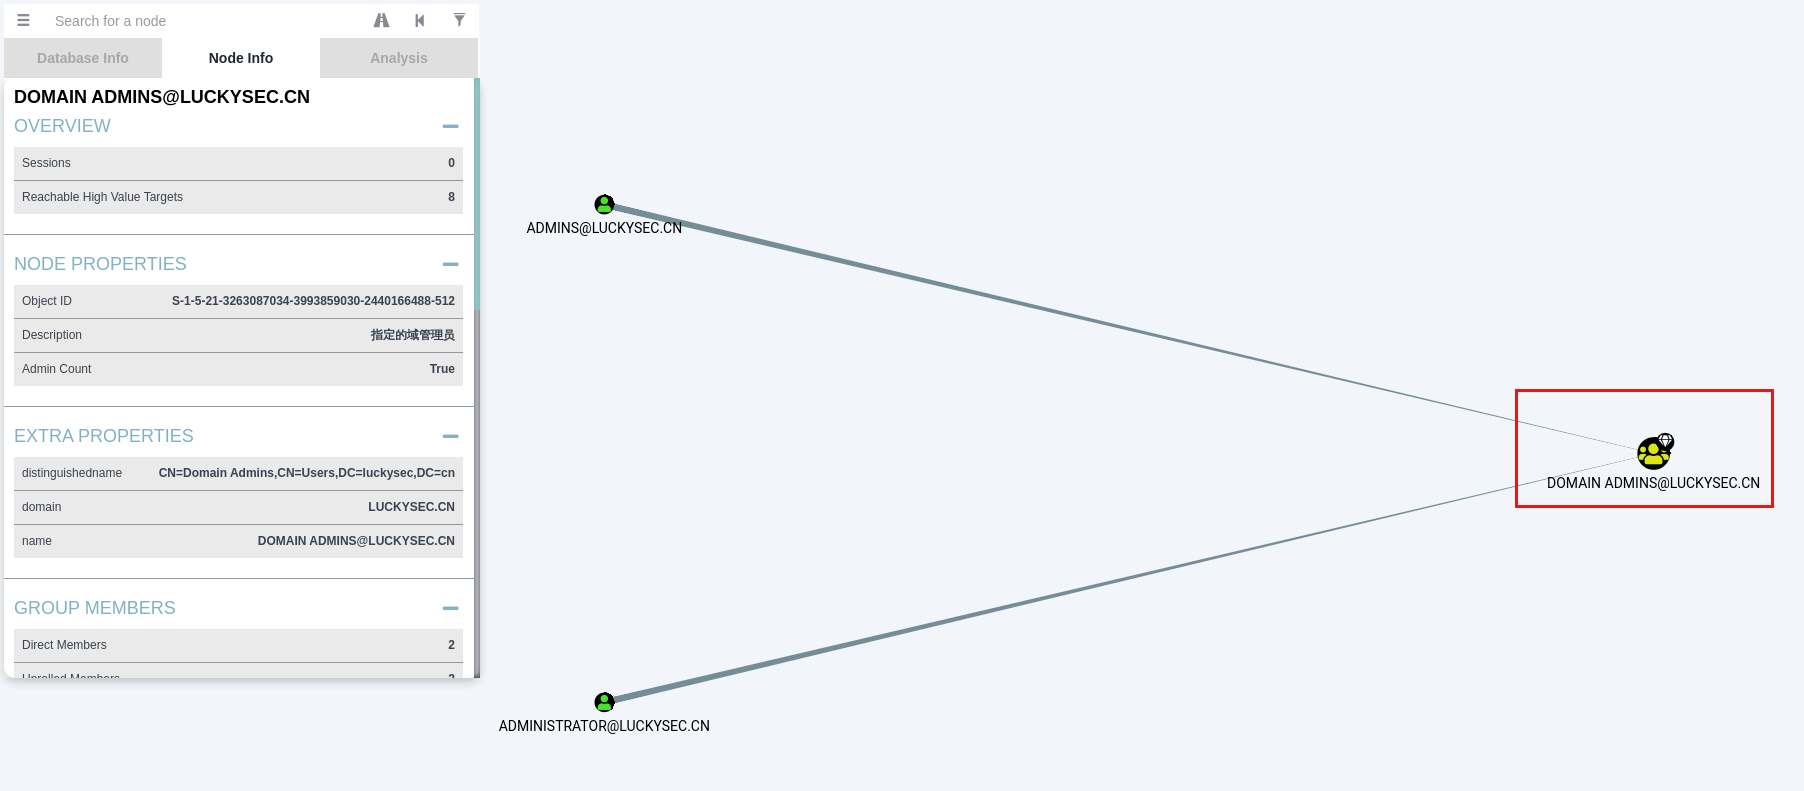 Search for a node
Database Info
Node Info
Analysis
DOMAIN ADMINS@LUCKYSEC.CN
OVERVIEW
Sessions 0
Reachable High Value Targets 8
NODE PROPERTIES
Object ID S-1-5-21-3263087034-3993859030-2440166488-512
Description 指定的域管理员
Admin Count True
EXTRA PROPERTIES
distinguishedname CN=Domain Admins,CN=Users,DC=luckysec,DC=cn
domain LUCKYSEC.CN
name DOMAIN ADMINS@LUCKYSEC.CN
GROUP MEMBERS
Direct Members 2
Unrolled Members 2
ADMINS@LUCKYSEC.CN
DOMAIN ADMINS@LUCKYSEC.CN
ADMINISTRATOR@LUCKYSEC.CN